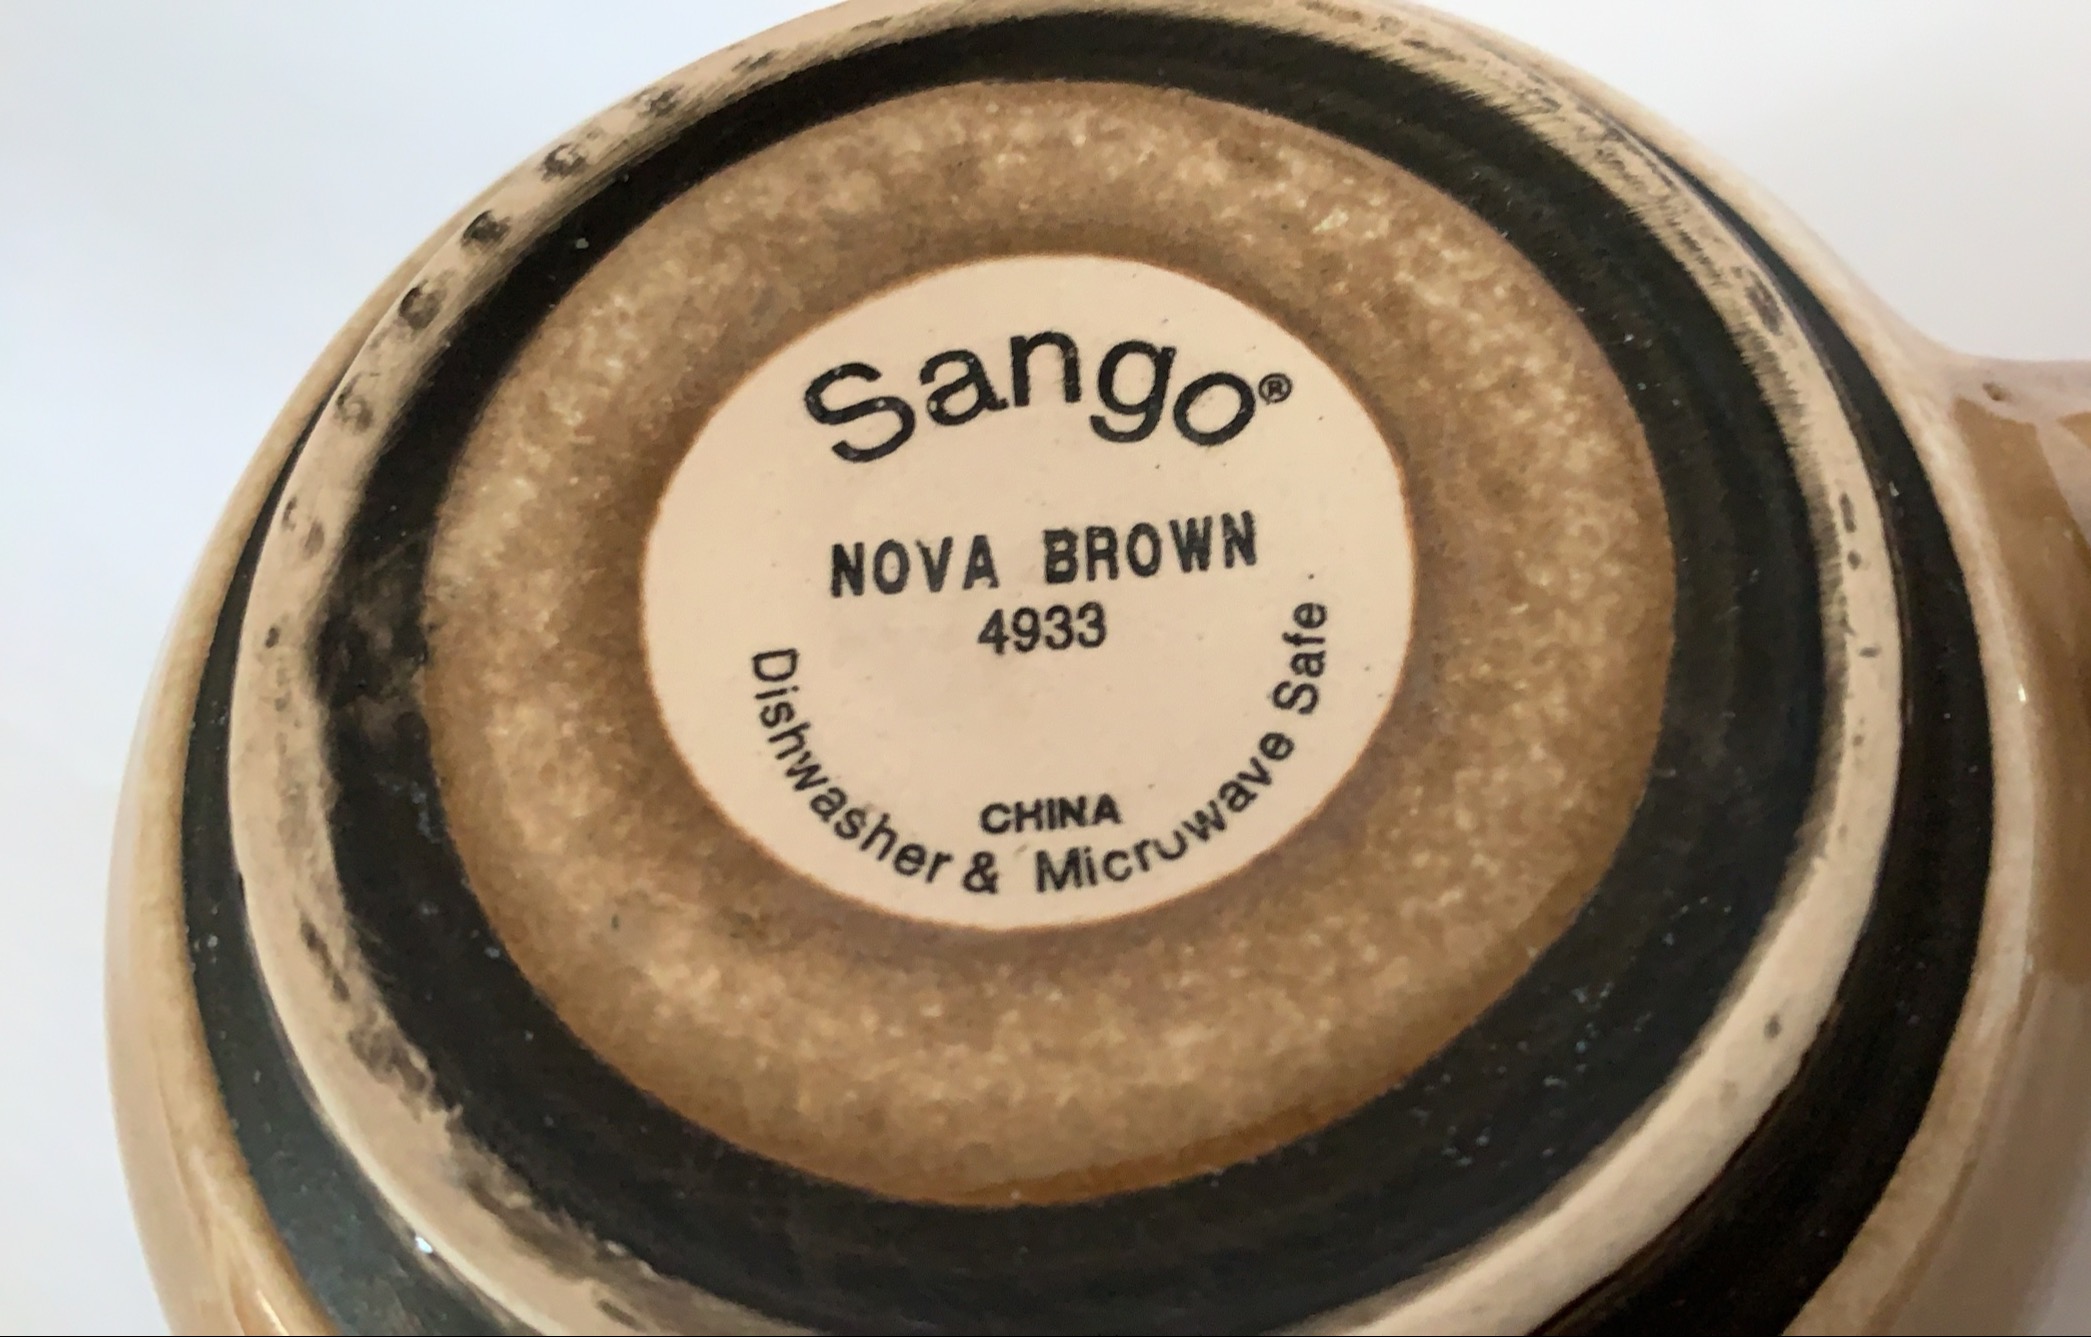 Sango®
NOVA BROWN
4933
CHINA
Dishwasher & Micruwave Safe